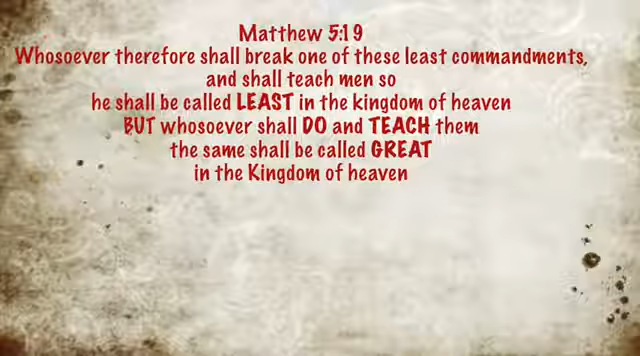 Matthew 5:19
Whosoever therefore shall break one of these least commandments,
and shall teach men so
he shall be called LEAST in the kingdom of heaven
BUT whosoever shall DO and TEACH them
the same shall be called GREAT
in the Kingdom of heaven